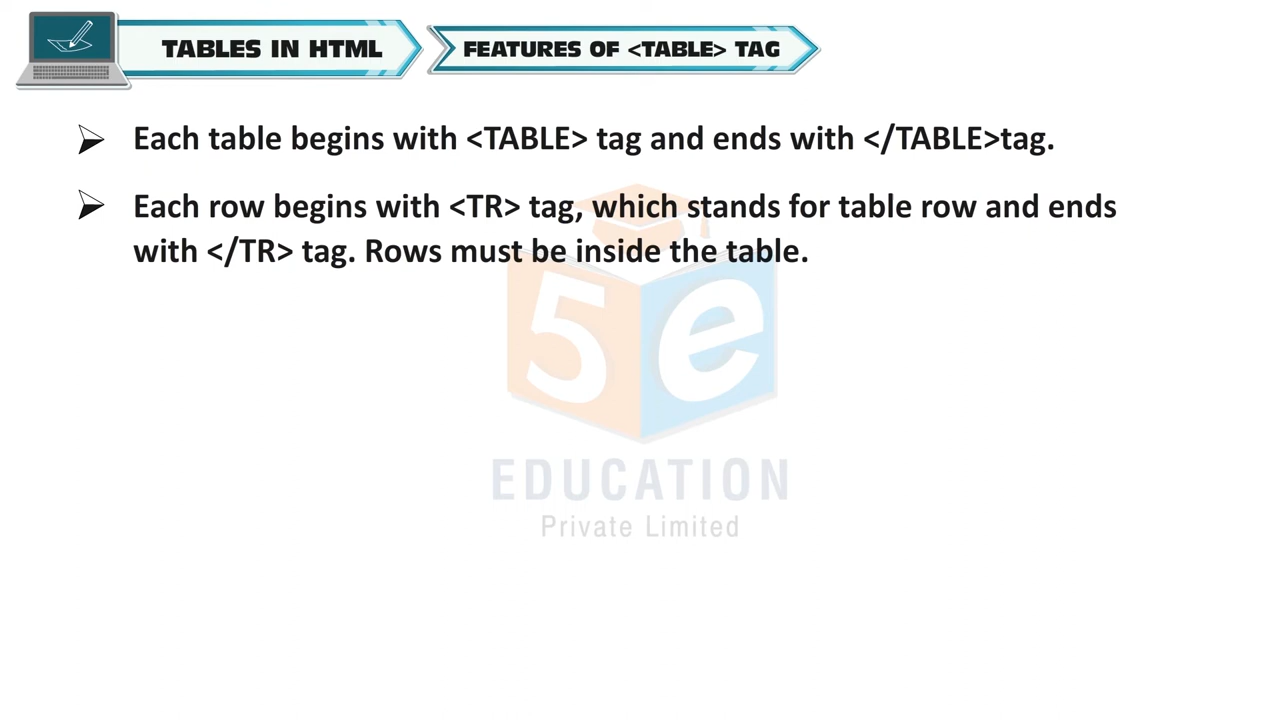 TABLES IN HTML
FEATURES OF <TABLE> TAG
Each table begins with <TABLE> tag and ends with </TABLE>tag.
Each row begins with <TR> tag, which stands for table row and ends
with </TR> tag. Rows must be inside the table.
5e
EDUCATION
Private Limited